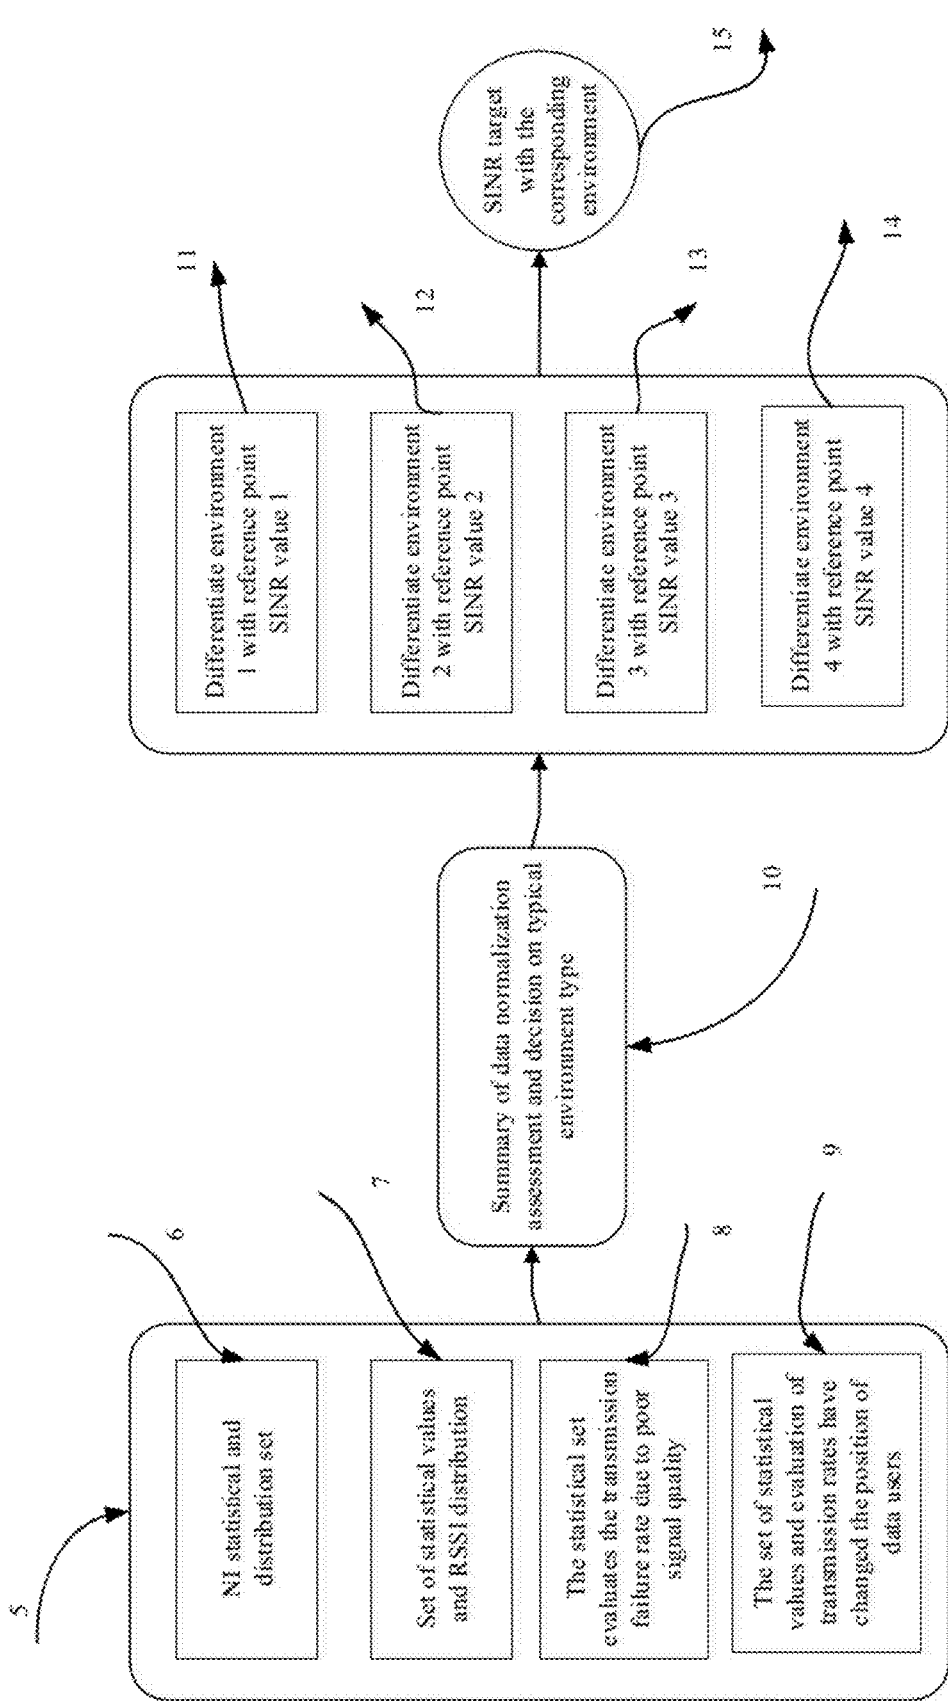 5
NI statistical and
distribution set
6
Set of statistical values
and RSSI distribution
7
The statistical set
evaluates the transmission
failure rate due to poor
signal quality
8
The set of statistical
values and evaluation of
transmission rates have
changed the position of
data users
9
Summary of data normalization
assessment and decision on typical
environment type
10
Differentiate environment
1 with reference point
SINR value 1
11
Differentiate environment
2 with reference point
SINR value 2
12
Differentiate environment
3 with reference point
SINR value 3
13
Differentiate environment
4 with reference point
SINR value 4
14
SINR target
with the
corresponding
environment
15